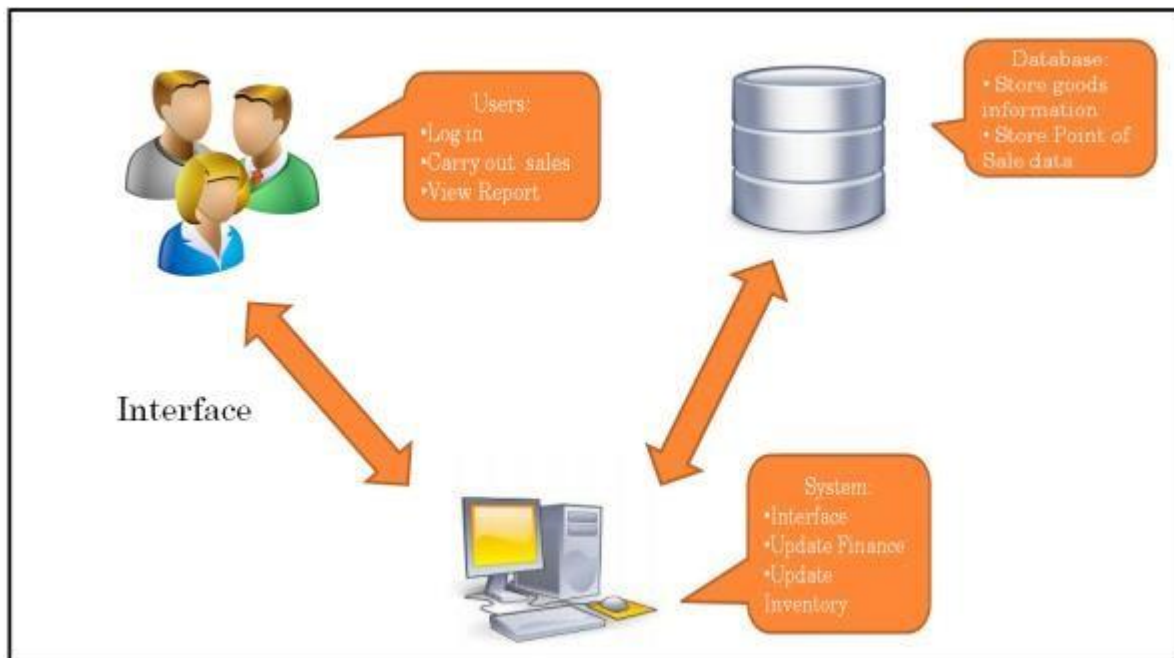 Users:
•Log in
•Carry out sales
•View Report
Database:
• Store goods
information
• Store Point of
Sale data
Interface
System:
•Interface
•Update Finance
•Update
Inventory